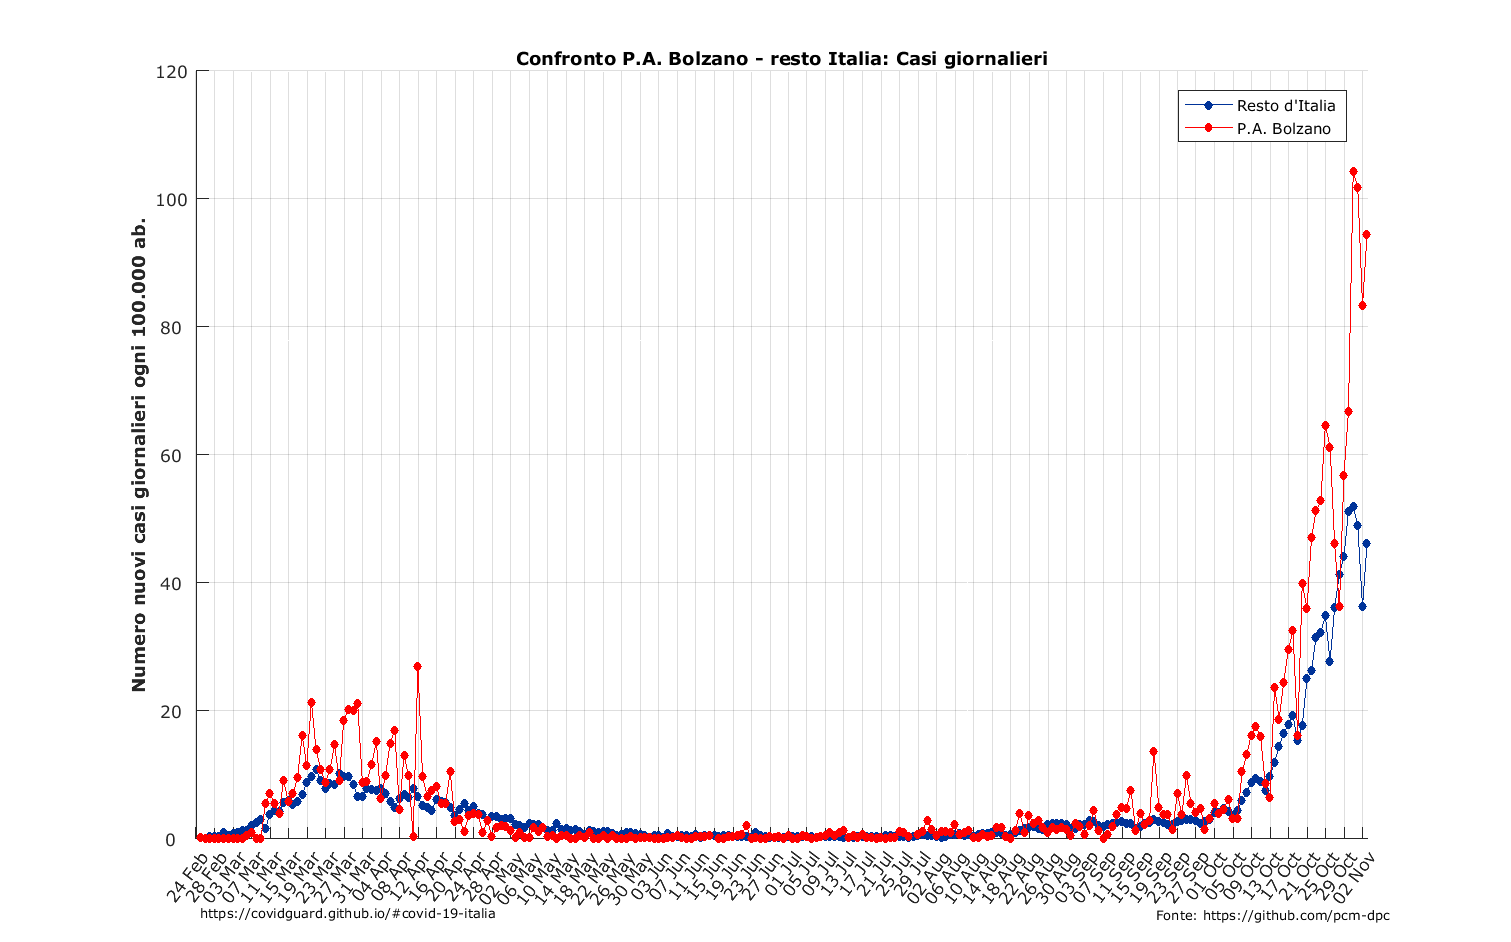 Confronto P.A. Bolzano - resto Italia: Casi giornalieri
Resto d'Italia
P.A. Bolzano
Numero nuovi casi giornalieri ogni 100.000 ab.
120
100
80
60
40
20
0
24 Feb
28 Feb
03 Mar
07 Mar
11 Mar
15 Mar
19 Mar
23 Mar
27 Mar
31 Mar
04 Apr
08 Apr
12 Apr
16 Apr
20 Apr
24 Apr
28 Apr
02 May
06 May
10 May
14 May
18 May
22 May
26 May
30 May
03 Jun
07 Jun
11 Jun
15 Jun
19 Jun
23 Jun
27 Jun
01 Jul
05 Jul
09 Jul
13 Jul
17 Jul
21 Jul
25 Jul
29 Jul
02 Aug
06 Aug
10 Aug
14 Aug
18 Aug
22 Aug
26 Aug
30 Aug
03 Sep
07 Sep
11 Sep
15 Sep
19 Sep
23 Sep
27 Sep
01 Oct
05 Oct
09 Oct
13 Oct
17 Oct
21 Oct
25 Oct
29 Oct
02 Nov
https://covidguard.github.io/#covid-19-italia
Fonte: https://github.com/pcm-dpc